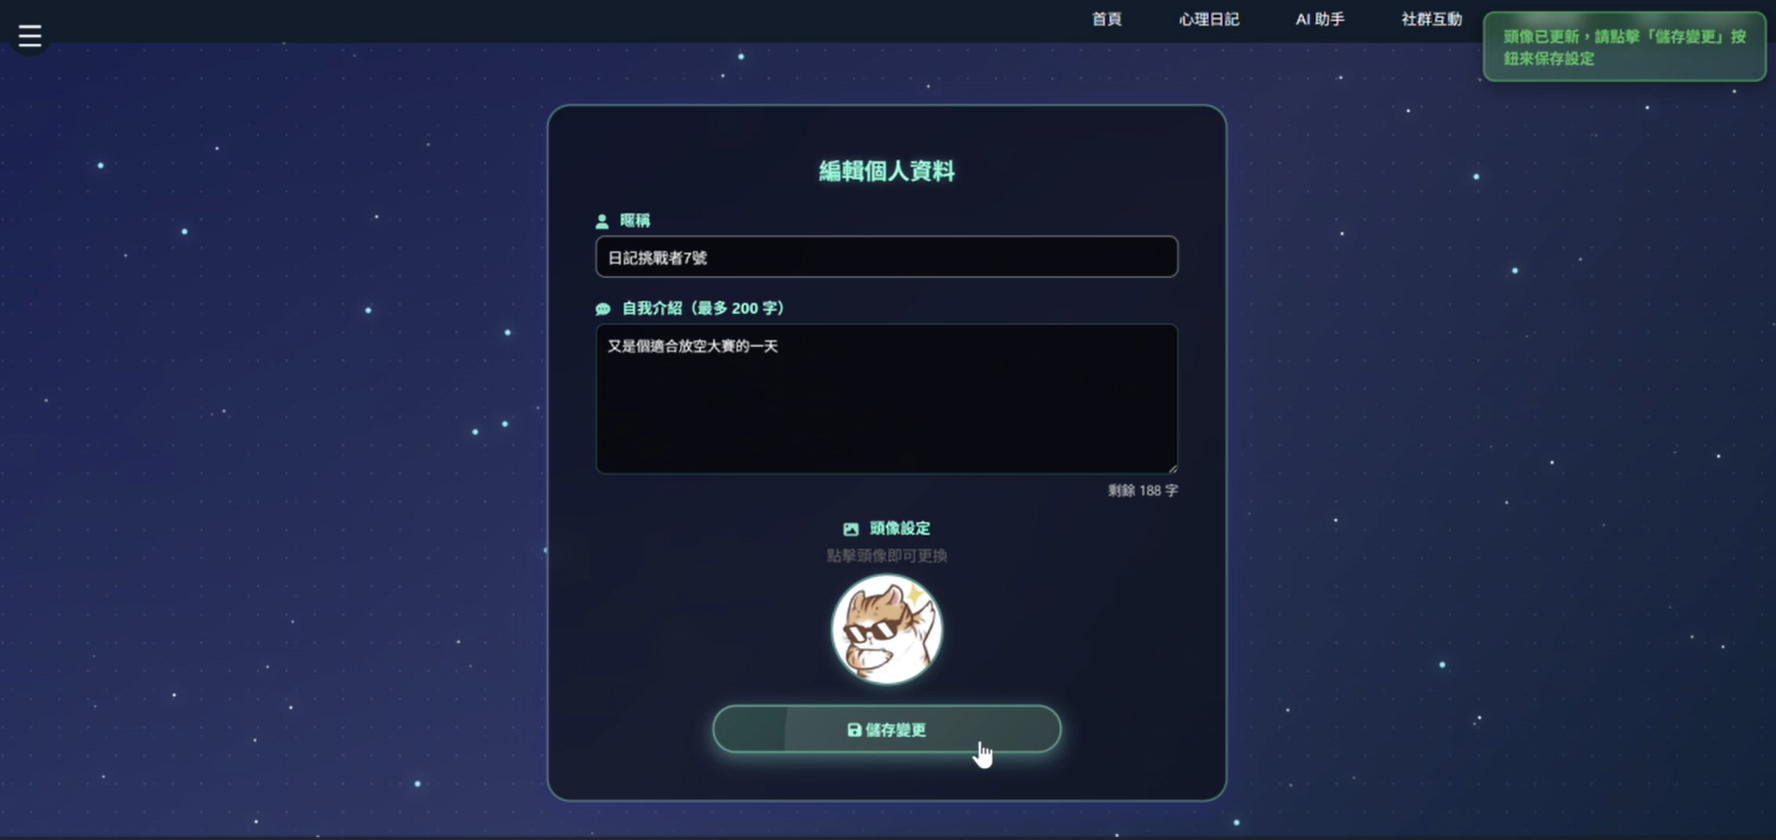 首頁
心理日記
AI 助手
社群互動
頭像已更新，請點擊「儲存變更」按
鈕來保存設定
編輯個人資料
暱稱
日記挑戰者7號
自我介紹（最多 200 字）
又是個適合放空大賽的一天
剩餘 188 字
頭像設定
點擊頭像即可更換
儲存變更